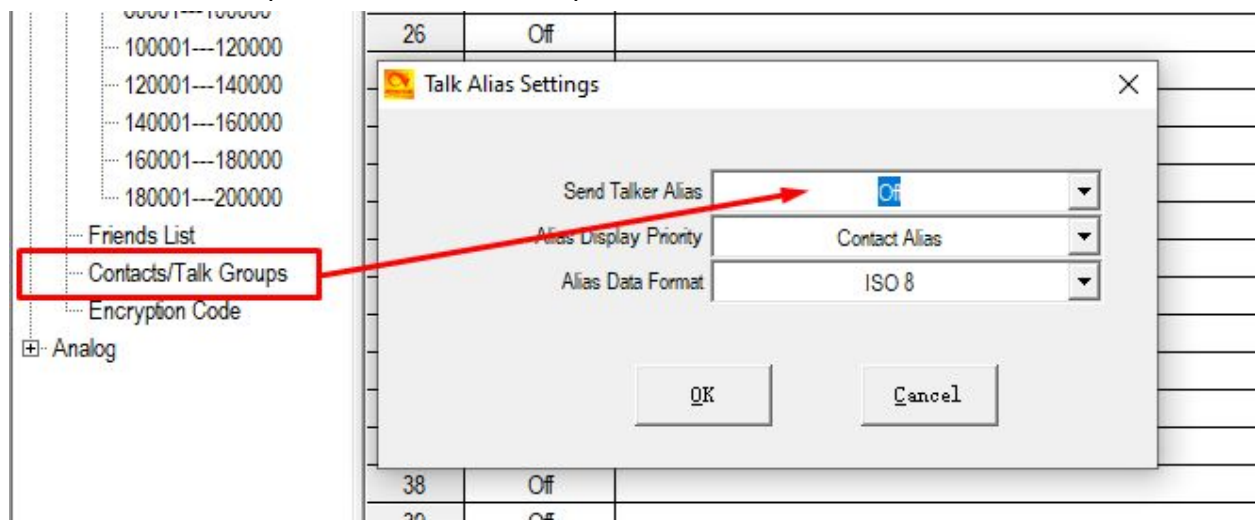 100001---120000
120001---140000
140001---160000
160001---180000
180001---200000
Friends List
Contacts/Talk Groups
Encryption Code
Analog
26 Off
Talk Alias Settings
Send Talker Alias Off
Alias Display Priority Contact Alias
Alias Data Format ISO 8
OK Cancel
38 Off